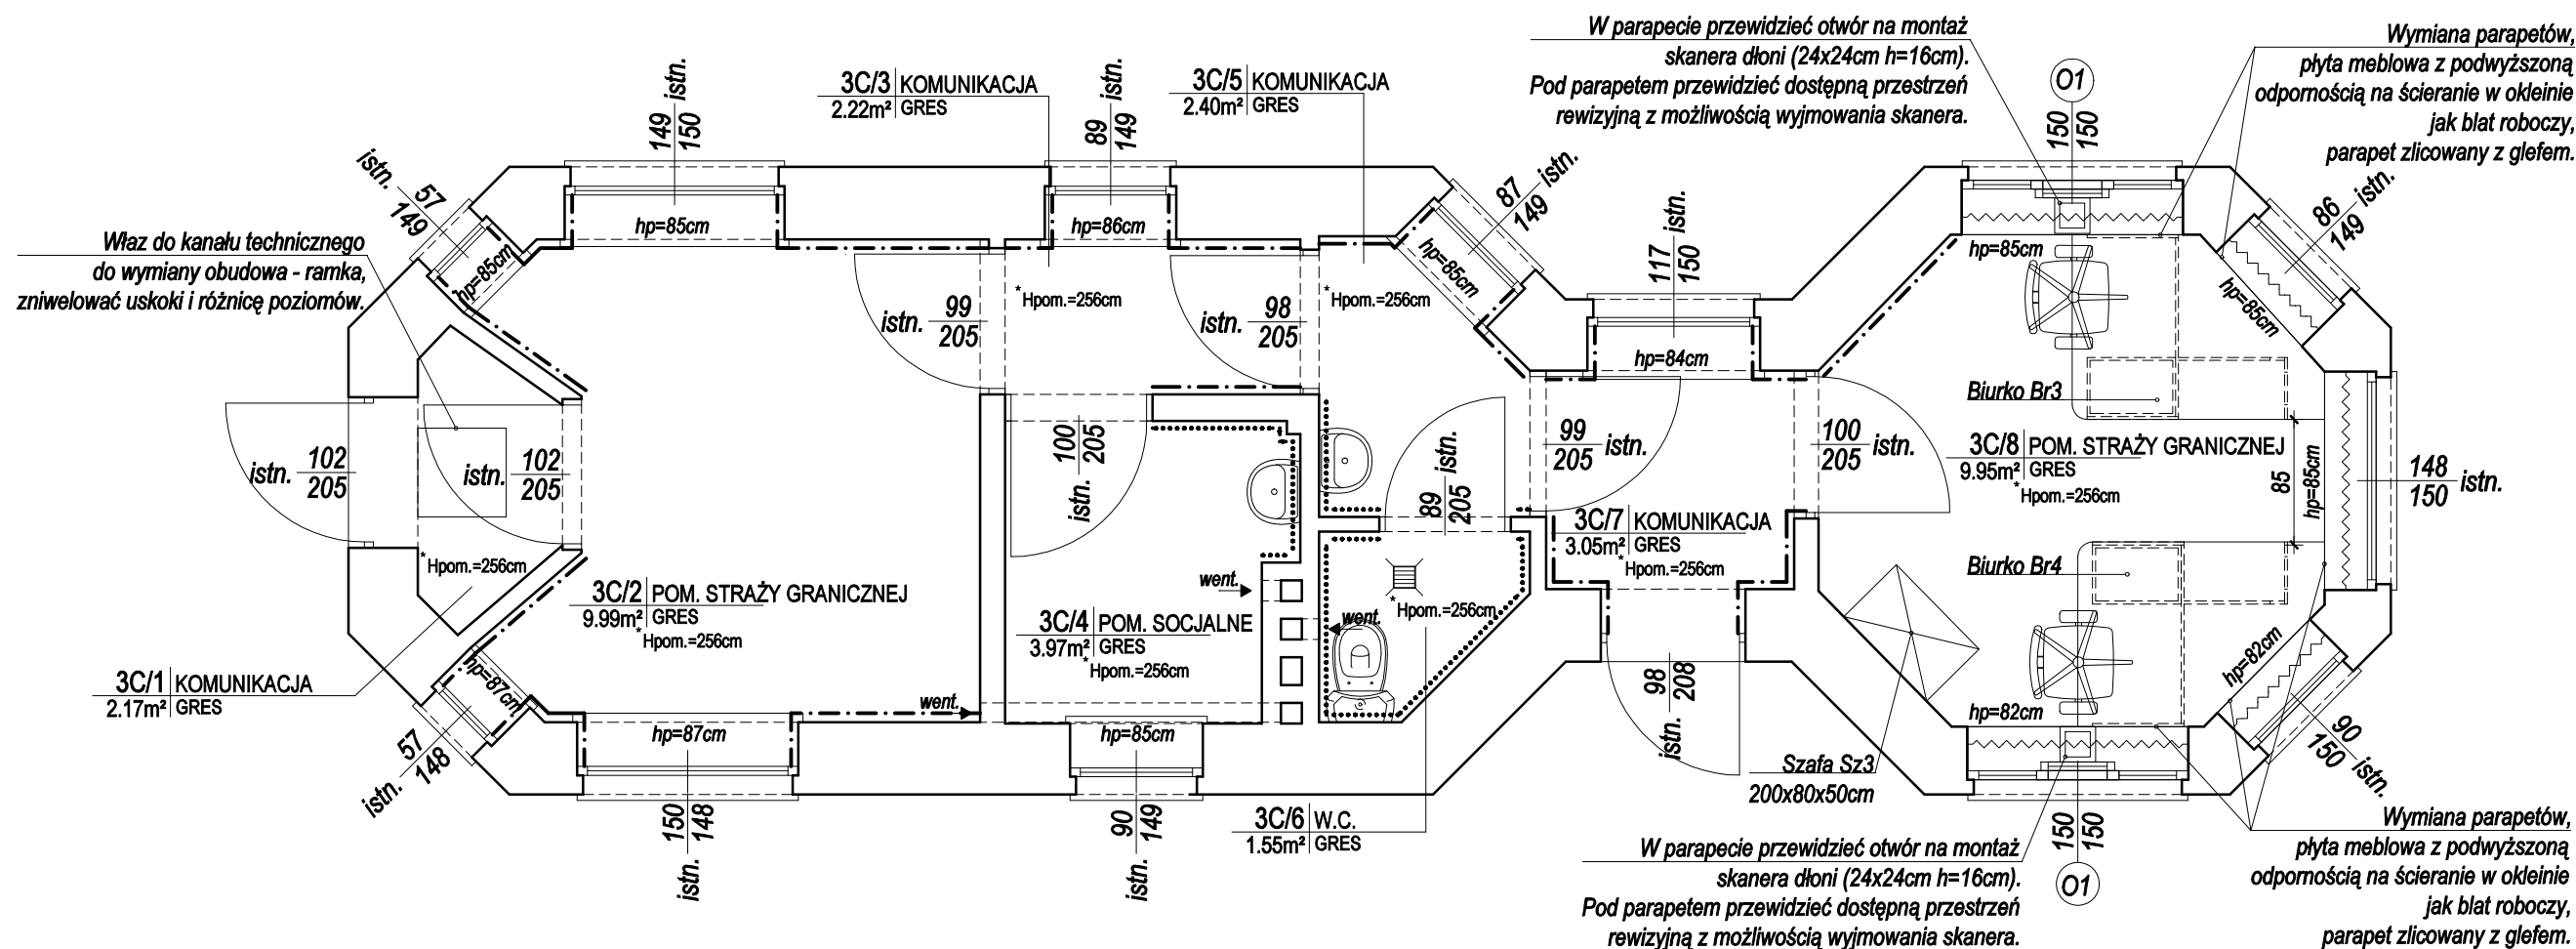 W parapecie przewidzieć otwór na montaż
skanera dłoni (24x24cm h=16cm).
Pod parapetem przewidzieć dostępną przestrzeń
rewizyjną z możliwością wyjmowania skanera.
Wymiana parapetów,
płyta meblowa z podwyższoną
odpornością na ścieranie w okleinie
jak blat roboczy,
parapet zlicowany z glefem.
3C/3 KOMUNIKACJA
2.22m² GRES
3C/5 KOMUNIKACJA
2.40m² GRES
O1
149
150 istn.
89
149 istn.
150
150
istn. 57
149
87
149 istn.
117
150 istn.
86
149 istn.
Właz do kanału technicznego
do wymiany obudowa - ramka,
zniwelować uskoki i różnicę poziomów.
hp=85cm
hp=85cm
hp=86cm
hp=85cm
hp=84cm
hp=85cm
hp=85cm
*Hpom.=256cm
*Hpom.=256cm
istn. 99
205
istn. 98
205
Biurko Br3
istn. 102
205
istn. 102
205
100
205
istn.
89
205
istn.
99
205 istn.
100
205 istn.
3C/8 POM. STRAŻY GRANICZNEJ
9.95m² GRES
*Hpom.=256cm
85
hp=85cm
148
150 istn.
3C/7 KOMUNIKACJA
3.05m² GRES
*Hpom.=256cm
Biurko Br4
*Hpom.=256cm
3C/2 POM. STRAŻY GRANICZNEJ
9.99m² GRES
*Hpom.=256cm
went.
3C/4 POM. SOCJALNE
3.97m² GRES
*Hpom.=256cm
went.
*Hpom.=256cm
went.
3C/1 KOMUNIKACJA
2.17m² GRES
hp=87cm
hp=87cm
hp=85cm
98
208
istn.
hp=82cm
hp=82cm
istn. 57
148
150
148
istn.
90
149
istn.
3C/6 W.C.
1.55m² GRES
Szafa Sz3
200x80x50cm
90
150 istn.
150
150
O1
W parapecie przewidzieć otwór na montaż
skanera dłoni (24x24cm h=16cm).
Pod parapetem przewidzieć dostępną przestrzeń
rewizyjną z możliwością wyjmowania skanera.
Wymiana parapetów,
płyta meblowa z podwyższoną
odpornością na ścieranie w okleinie
jak blat roboczy,
parapet zlicowany z glefem.